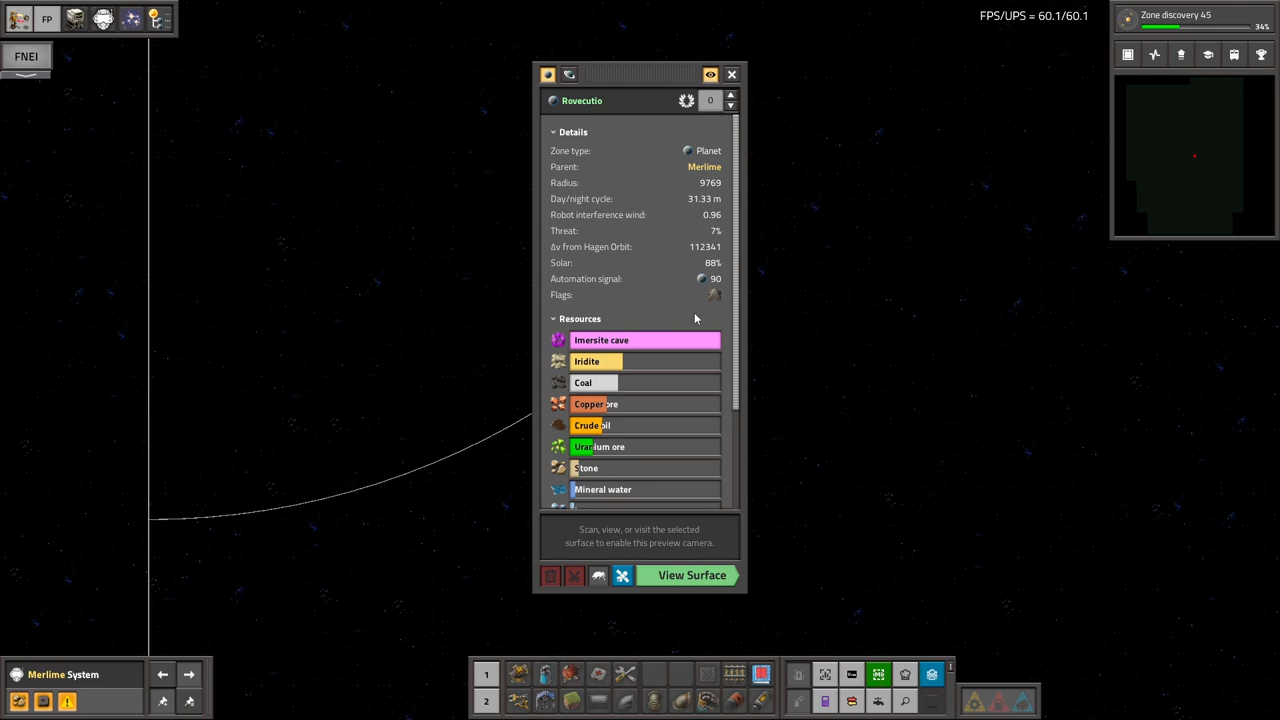 FP
FPS/UPS = 60.1/60.1
Zone discovery 45
34%
FNEI
Rovecutio
0
Details
Zone type: Planet
Parent: Merlime
Radius: 9769
Day/night cycle: 31.33 m
Robot interference wind: 0.96
Threat: 7%
Δv from Hagen Orbit: 112341
Solar: 88%
Automation signal: 90
Flags:
Resources
Imersite cave
Iridite
Coal
Copper ore
Crude oil
Uranium ore
Stone
Mineral water
Scan, view, or visit the selected
surface to enable this preview camera.
View Surface
Merlime System
1
2